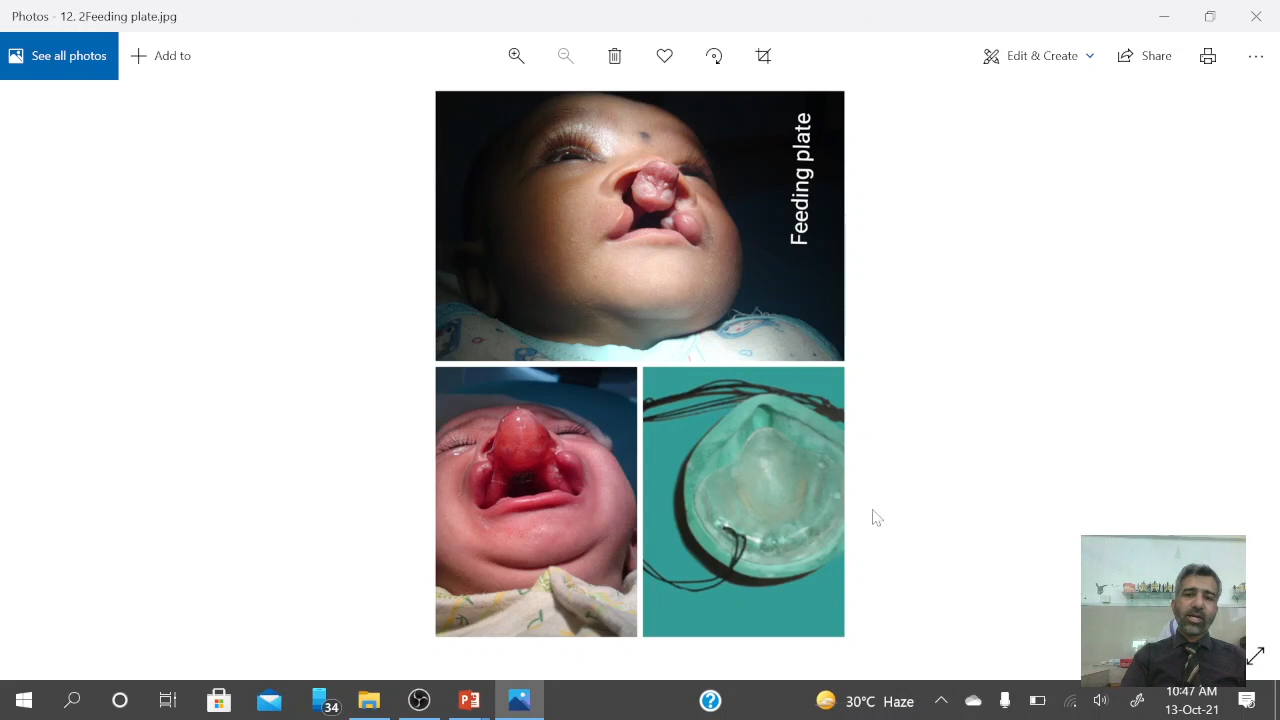 Photos - 12. 2Feeding plate.jpg
See all photos
Add to
Edit & Create
Share
Feeding plate
34
30°C Haze
10:47 AM
13-Oct-21